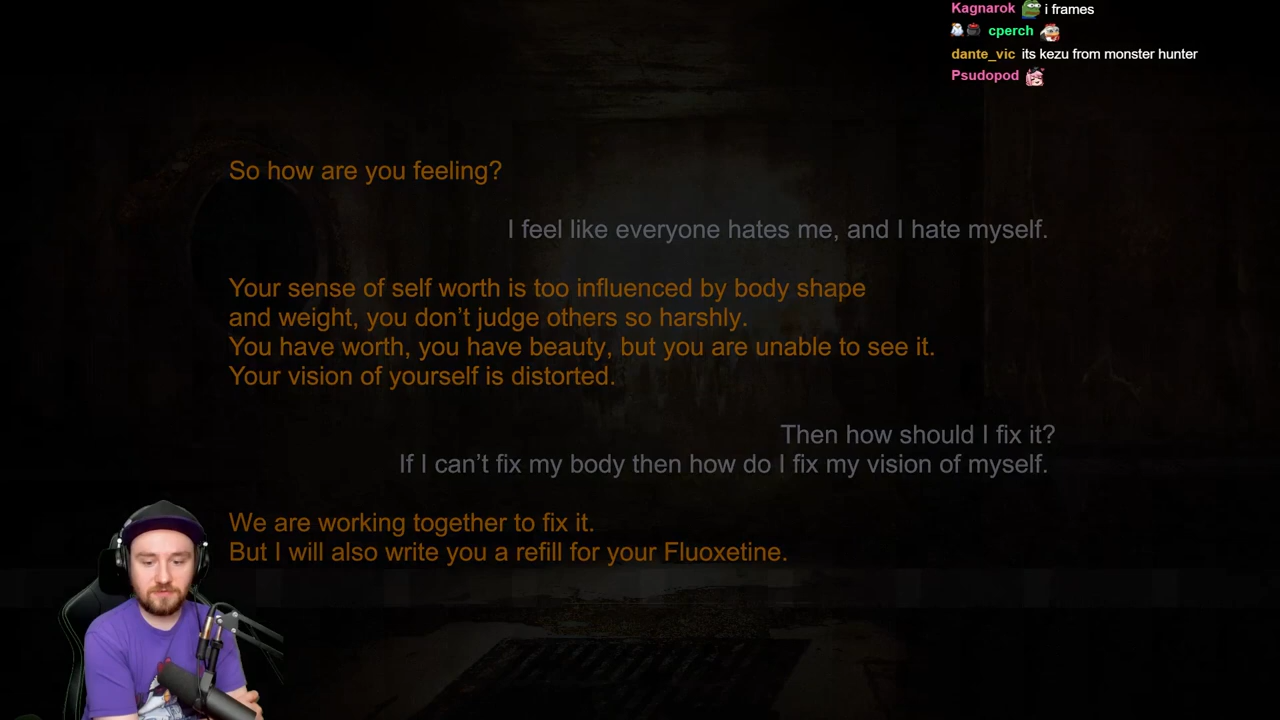 Kagnarok i frames
cperch
dante_vic its kezu from monster hunter
Psudopod
So how are you feeling?
I feel like everyone hates me, and I hate myself.
Your sense of self worth is too influenced by body shape
and weight, you don't judge others so harshly.
You have worth, you have beauty, but you are unable to see it.
Your vision of yourself is distorted.
Then how should I fix it?
If I can't fix my body then how do I fix my vision of myself.
We are working together to fix it.
But I will also write you a refill for your Fluoxetine.